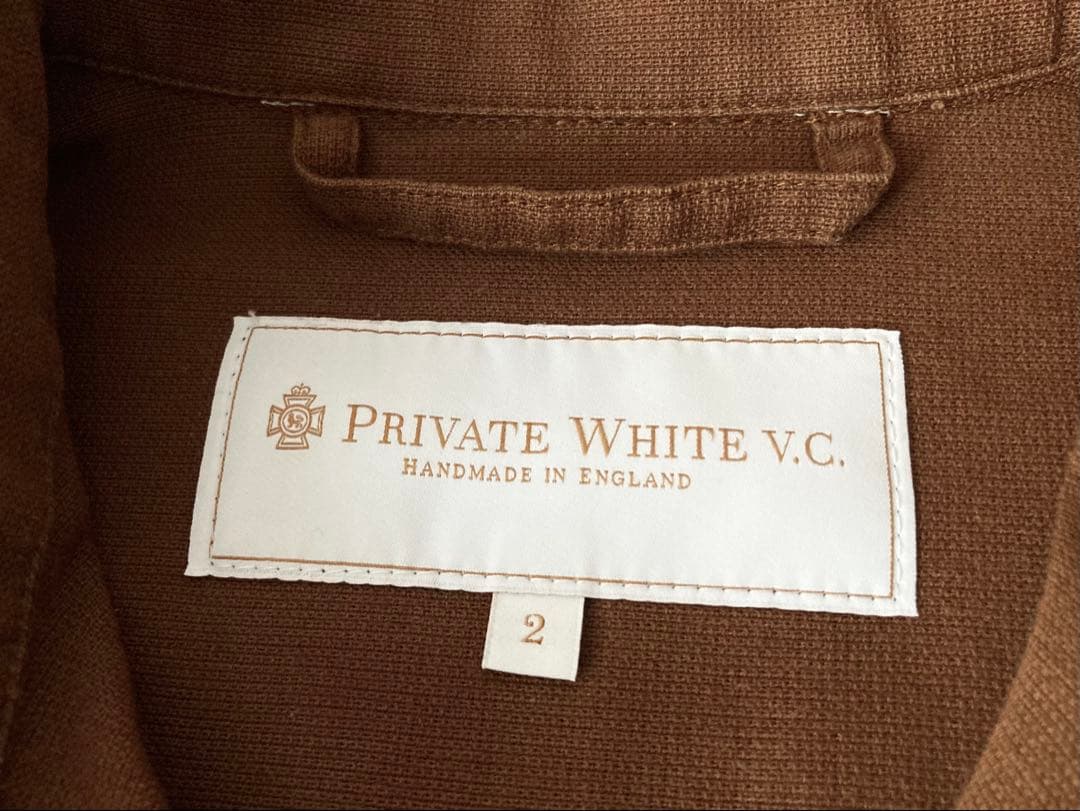 PRIVATE WHITE V.C.
HANDMADE IN ENGLAND
2